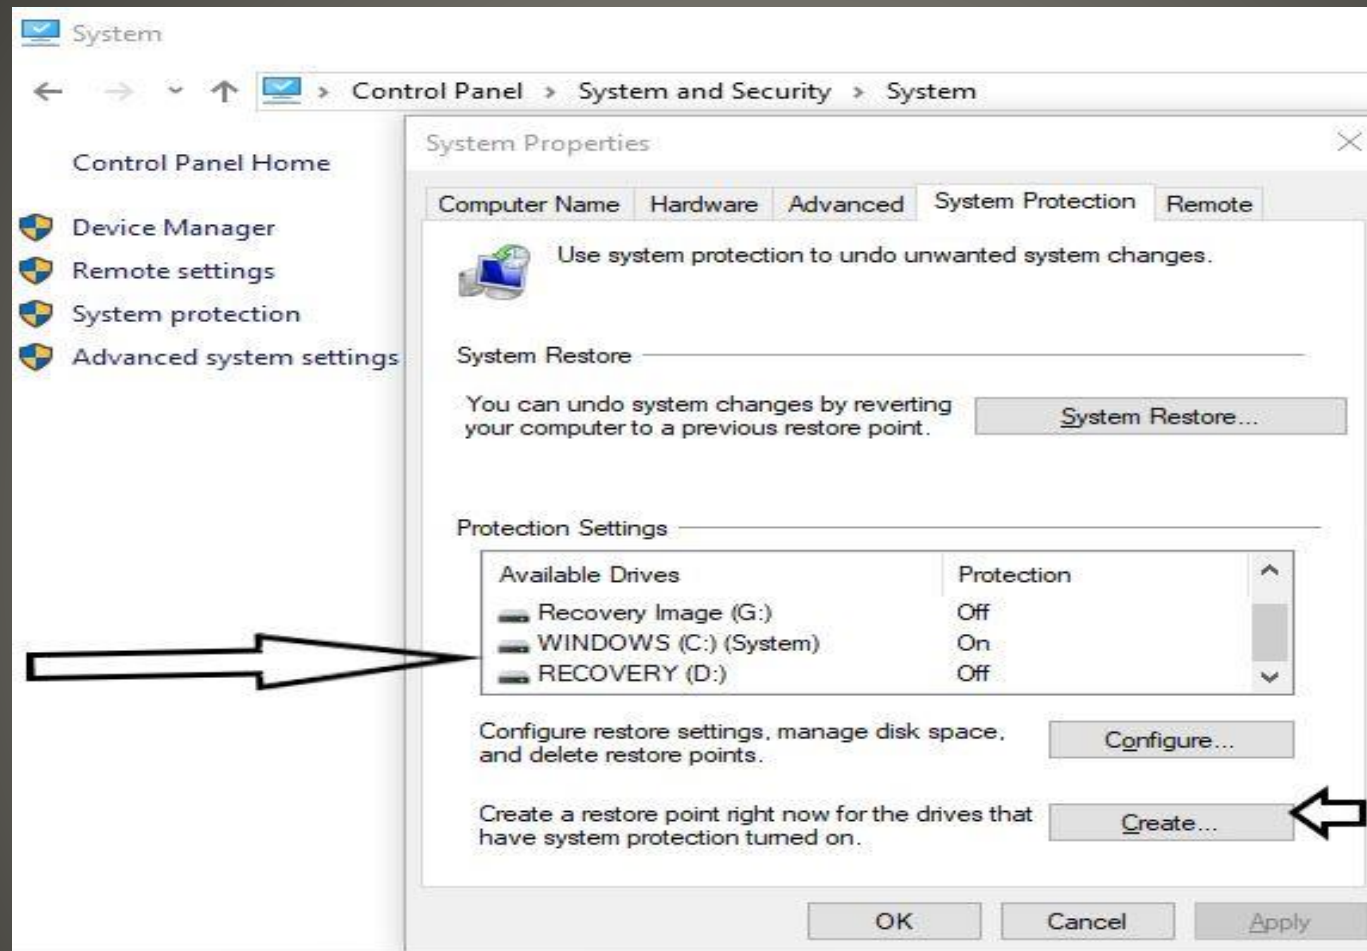 System
Control Panel > System and Security > System
Control Panel Home
Device Manager
Remote settings
System protection
Advanced system settings
System Properties
Computer Name Hardware Advanced System Protection Remote
Use system protection to undo unwanted system changes.
System Restore
You can undo system changes by reverting
your computer to a previous restore point.
System Restore...
Protection Settings
Available Drives Protection
Recovery Image (G:) Off
WINDOWS (C:) (System) On
RECOVERY (D:) Off
Configure restore settings, manage disk space,
and delete restore points.
Configure...
Create a restore point right now for the drives that
have system protection turned on.
Create...
OK Cancel Apply